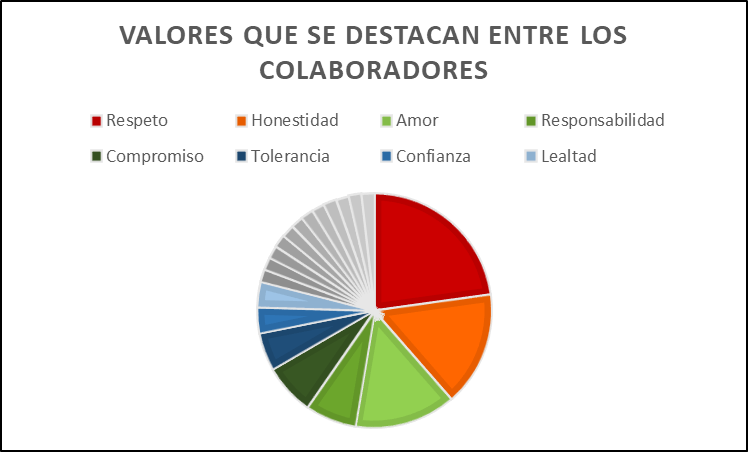 VALORES QUE SE DESTACAN ENTRE LOS
COLABORADORES
Respeto Honestidad Amor Responsabilidad
Compromiso Tolerancia Confianza Lealtad